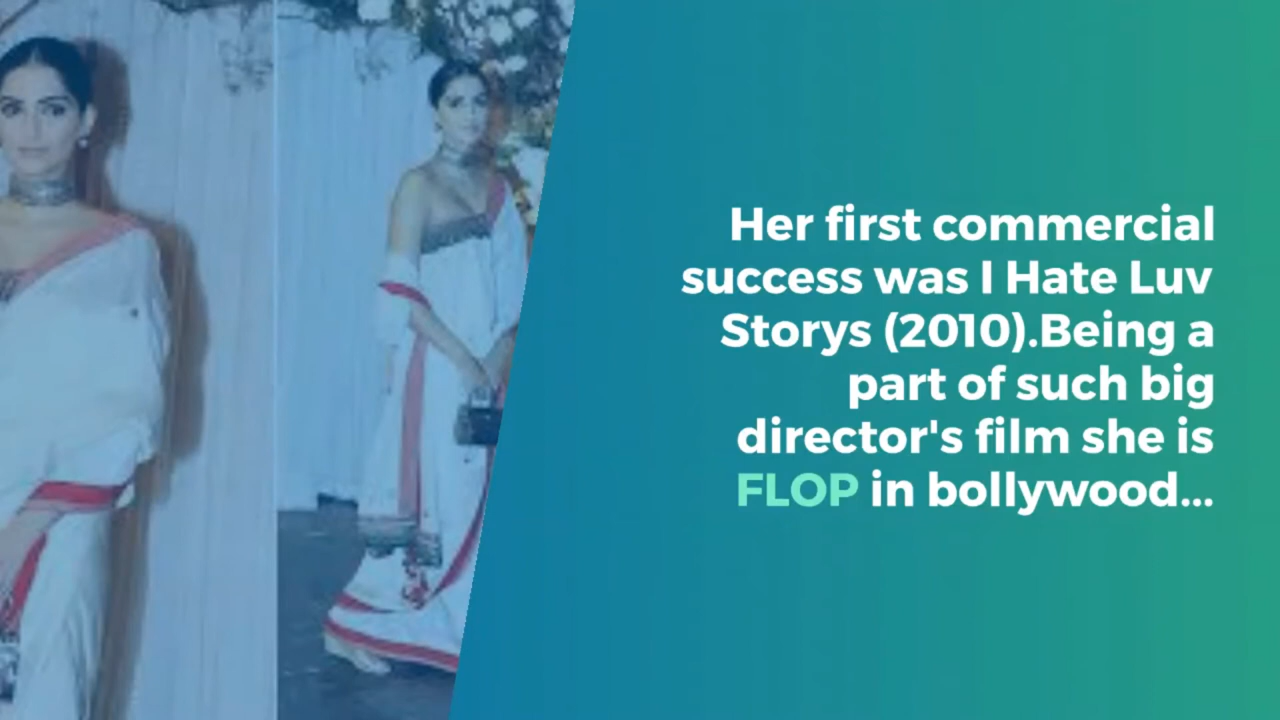 Her first commercial
success was I Hate Luv
Storys (2010).Being a
part of such big
director's film she is
FLOP in bollywood...